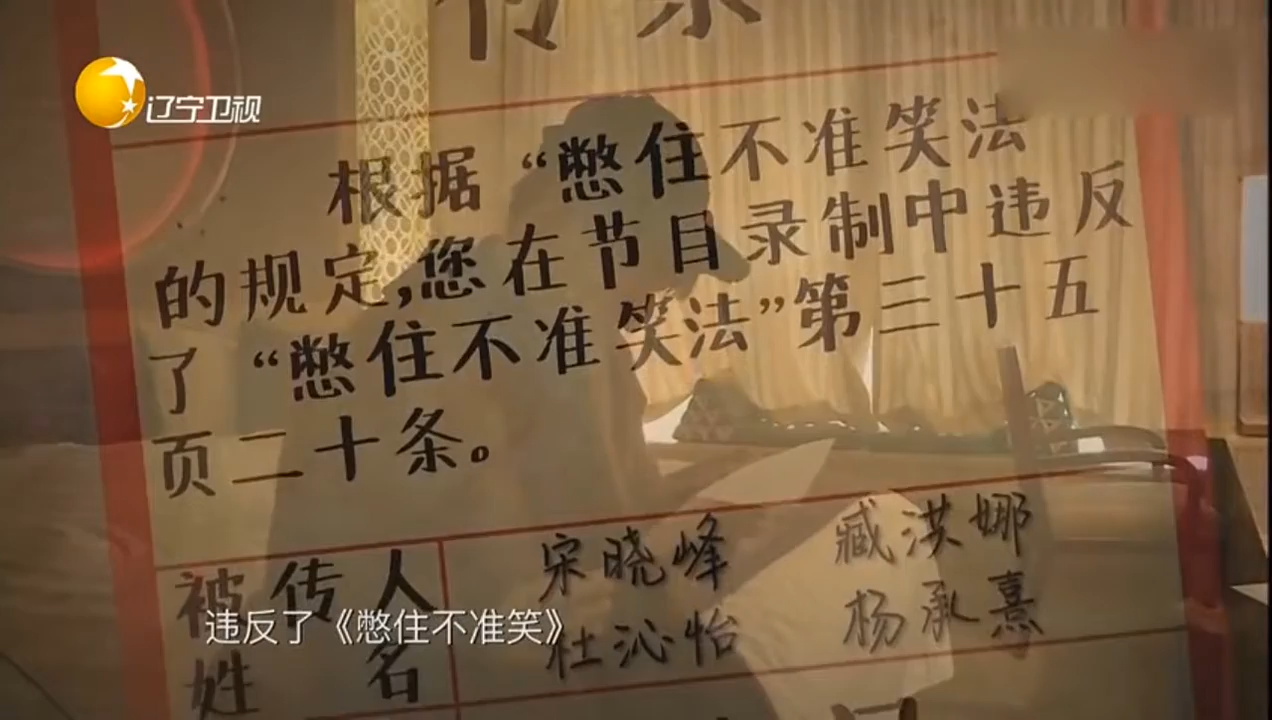 辽宁卫视
根据“憋住不准笑法
的规定,您在节目录制中违反
了“憋住不准笑法”第三十五
页二十条。
被传人 宋晓峰 臧洪娜
姓名 杜沁怡 杨承熹
违反了《憋住不准笑》